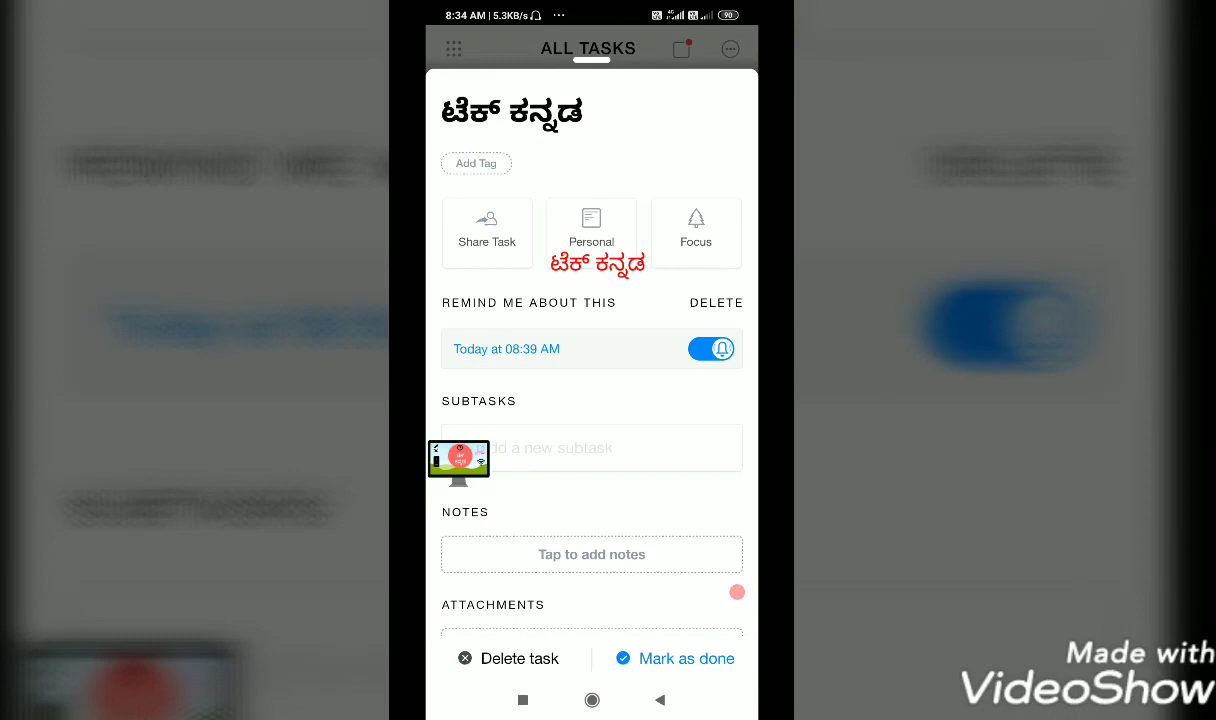 8:34 AM | 5.3KB/s ... 4G 90
ALL TASKS
ಟೆಕ್ ಕನ್ನಡ
Add Tag
Share Task
Personal
Focus
ಟೆಕ್ ಕನ್ನಡ
REMIND ME ABOUT THIS
DELETE
Today at 08:39 AM
SUBTASKS
dd a new subtask
NOTES
Tap to add notes
ATTACHMENTS
Delete task
Mark as done
Made with
VideoShow